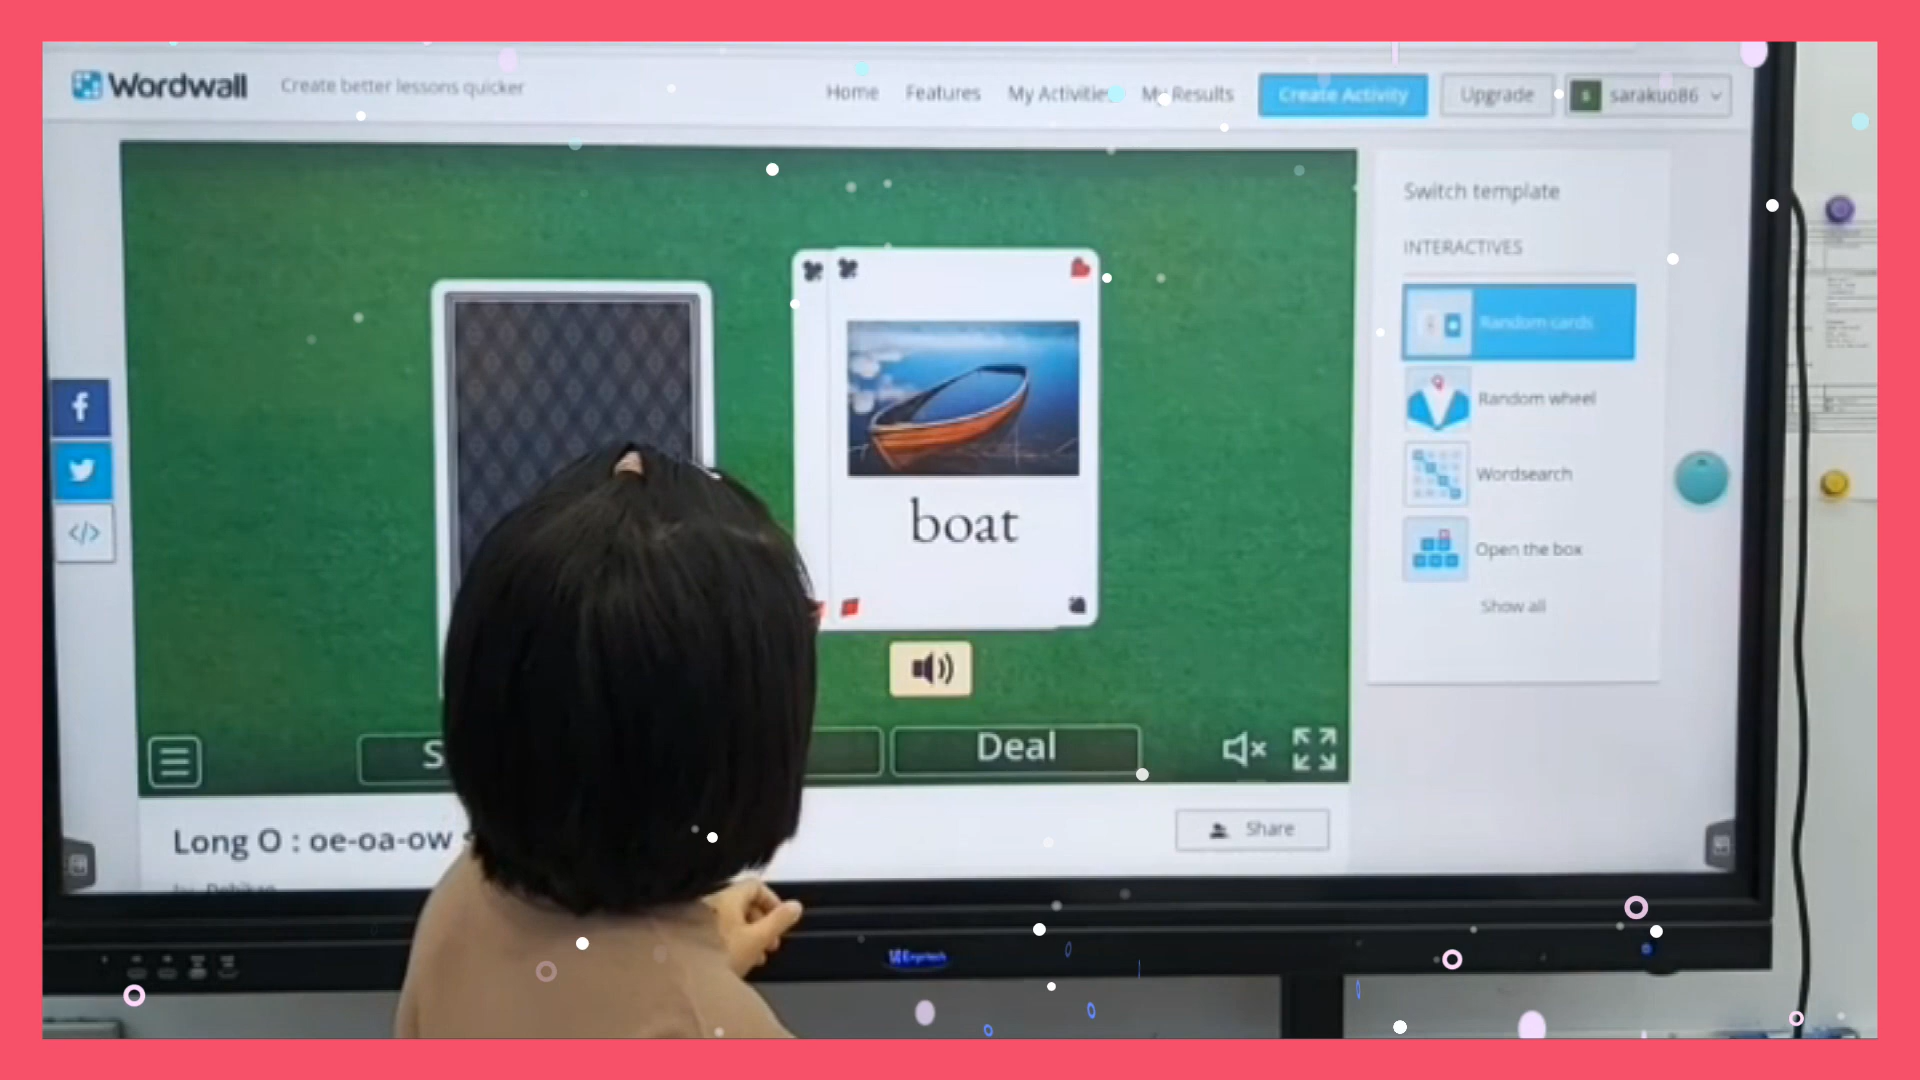 Wordwall Create better lessons quicker Home Features My Activities My Results Create Activity Upgrade s sarakuo86
Switch template
INTERACTIVES
Random cards
Random wheel
Wordsearch
Open the box
Show all
boat
S Deal
Long O : oe-oa-ow s
Share
by